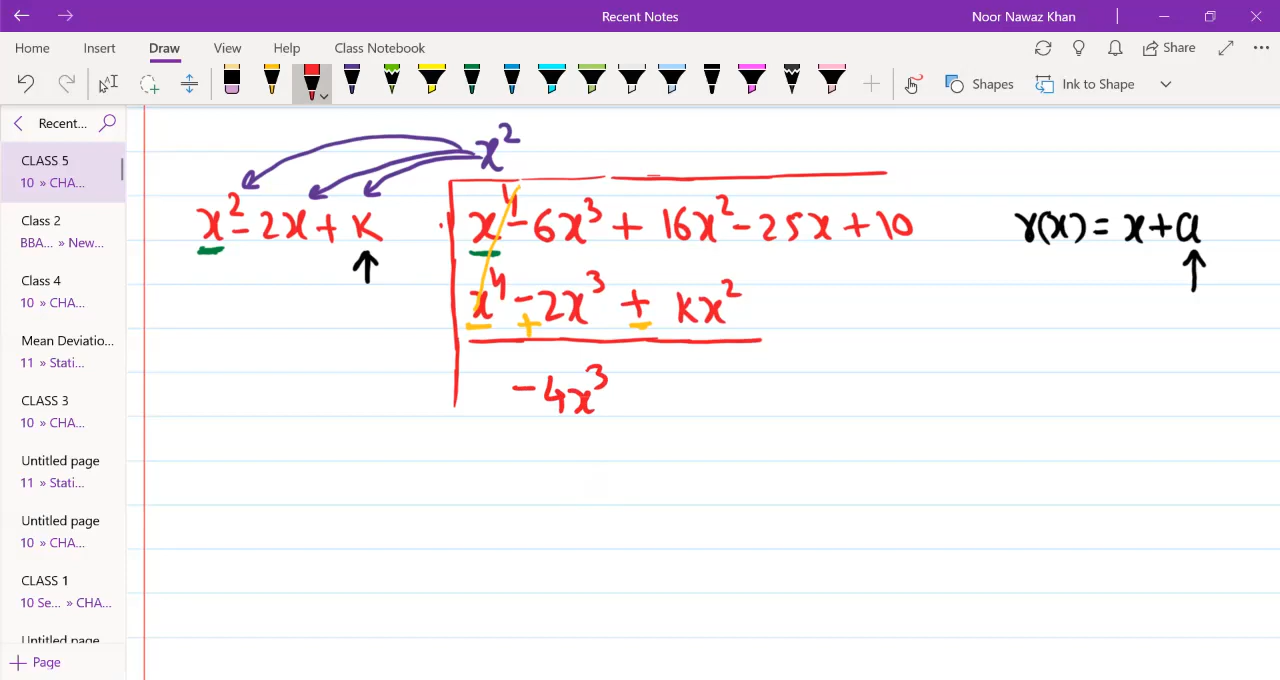 Recent Notes
Noor Nawaz Khan
Home Insert Draw View Help Class Notebook
Share
Shapes
Ink to Shape
Recent...
CLASS 5
10 » CHA...
Class 2
BBA... » New...
Class 4
10 » CHA...
Mean Deviatio...
11 » Stati...
CLASS 3
10 » CHA...
Untitled page
11 » Stati...
Untitled page
10 » CHA...
CLASS 1
10 Se... » CHA...
Untitled page
Page
x²
x² - 2x + k
x⁴ - 6x³ + 16x² - 25x + 10
r(x) = x + a
x⁴ - 2x³ + kx²
- + -
-4x³